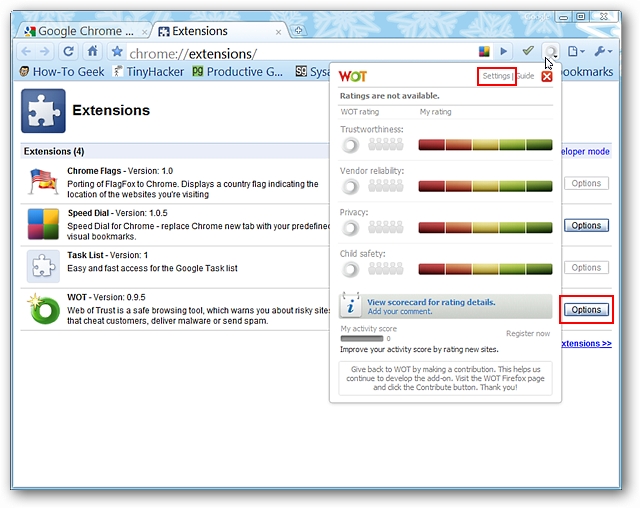 Google Chrome
Extensions
chrome://extensions/
How-To Geek
TinyHacker
Productive G...
Sysa
bookmarks
Extensions
Extensions (4)
eloper mode
Chrome Flags - Version: 1.0
Porting of FlagFox to Chrome. Displays a country flag indicating the
location of the websites you're visiting
Options
Speed Dial - Version: 1.0.5
Speed Dial for Chrome - replace Chrome new tab with your predefined
visual bookmarks.
Options
Task List - Version: 1
Easy and fast access for the Google Task list
Options
WOT - Version: 0.9.5
Web of Trust is a safe browsing tool, which warns you about risky sites
that cheat customers, deliver malware or send spam.
Options
xtensions >>
WOT
Settings | Guide
Ratings are not available.
WOT rating
My rating
Trustworthiness:
Vendor reliability:
Privacy:
Child safety:
i
View scorecard for rating details.
Add your comment.
My activity score
0
Register now
Improve your activity score by rating new sites.
Give back to WOT by making a contribution. This helps us
continue to develop the add-on. Visit the WOT Firefox page
and click the Contribute button. Thank you!